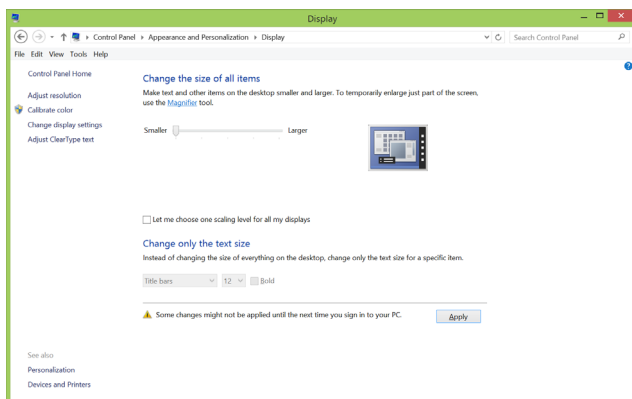 Display
Control Panel ▸ Appearance and Personalization ▸ Display
Search Control Panel
File Edit View Tools Help
Control Panel Home
Adjust resolution
Calibrate color
Change display settings
Adjust ClearType text
Change the size of all items
Make text and other items on the desktop smaller and larger. To temporarily enlarge just part of the screen,
use the Magnifier tool.
Smaller Larger
Let me choose one scaling level for all my displays
Change only the text size
Instead of changing the size of everything on the desktop, change only the text size for a specific item.
Title bars 12 Bold
Some changes might not be applied until the next time you sign in to your PC. Apply
See also
Personalization
Devices and Printers